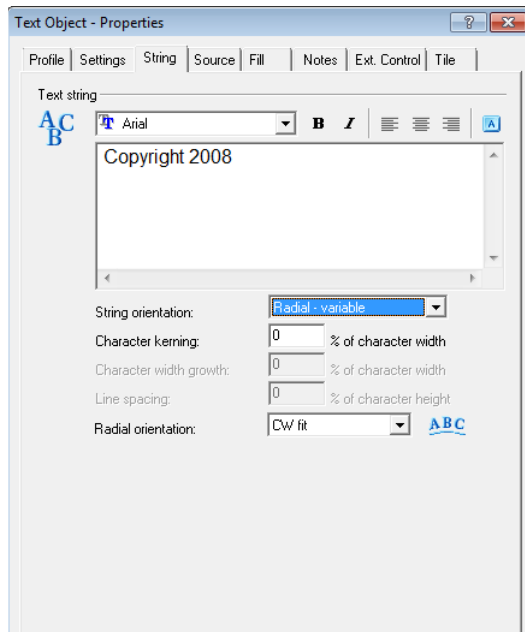 Text Object - Properties
Profile Settings String Source Fill Notes Ext. Control Tile
Text string
ABC Arial B I A
Copyright 2008
String orientation: Radial - variable
Character kerning: 0 % of character width
Character width growth: 0 % of character width
Line spacing: 0 % of character height
Radial orientation: CW fit ABC